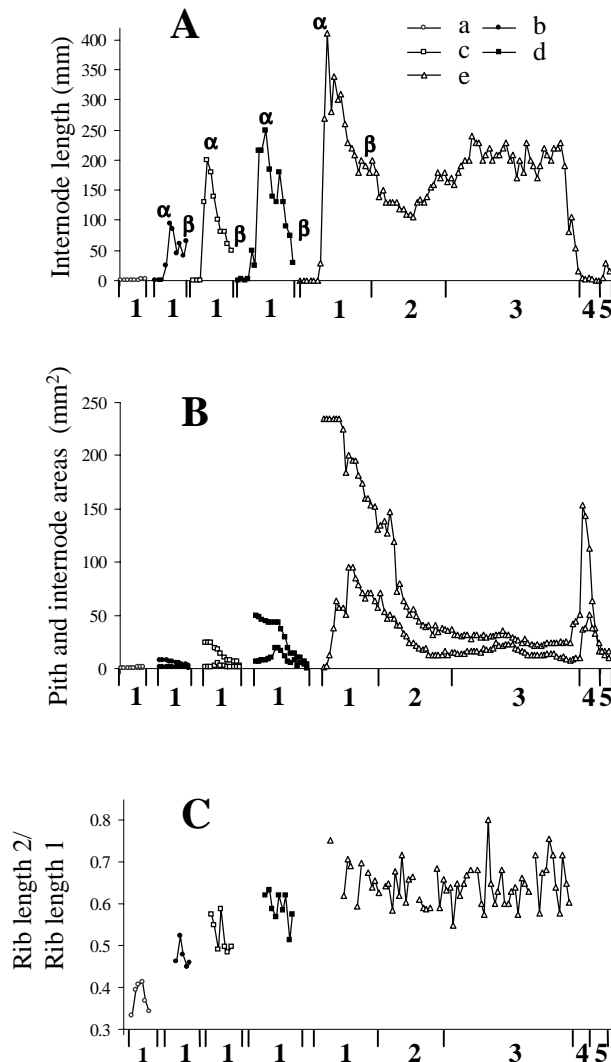 A
α
a b
c d
e
Internode length (mm)
400
350
300
250
200
150
100
50
0
α β
α β
α β
β
1 1 1 1 1 2 3 4 5
B
Pith and internode areas (mm²)
250
200
150
100
50
0
1 1 1 1 1 2 3 4 5
C
Rib length 2/
Rib length 1
0.8
0.7
0.6
0.5
0.4
0.3
1 1 1 1 1 2 3 4 5